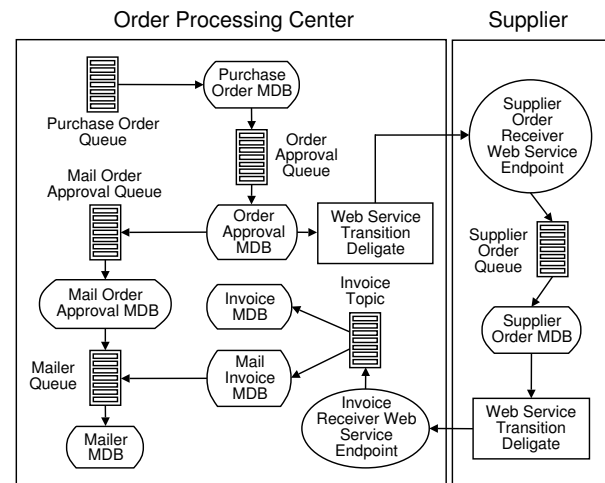 Order Processing Center
Supplier
Purchase
Order MDB
Purchase Order
Queue
Order
Approval
Queue
Mail Order
Approval Queue
Order
Approval
MDB
Web Service
Transition
Deligate
Mail Order
Approval MDB
Invoice
MDB
Invoice
Topic
Mailer
Queue
Mail
Invoice
MDB
Mailer
MDB
Invoice
Receiver Web
Service
Endpoint
Supplier
Order
Receiver
Web Service
Endpoint
Supplier
Order
Queue
Supplier
Order MDB
Web Service
Transition
Deligate